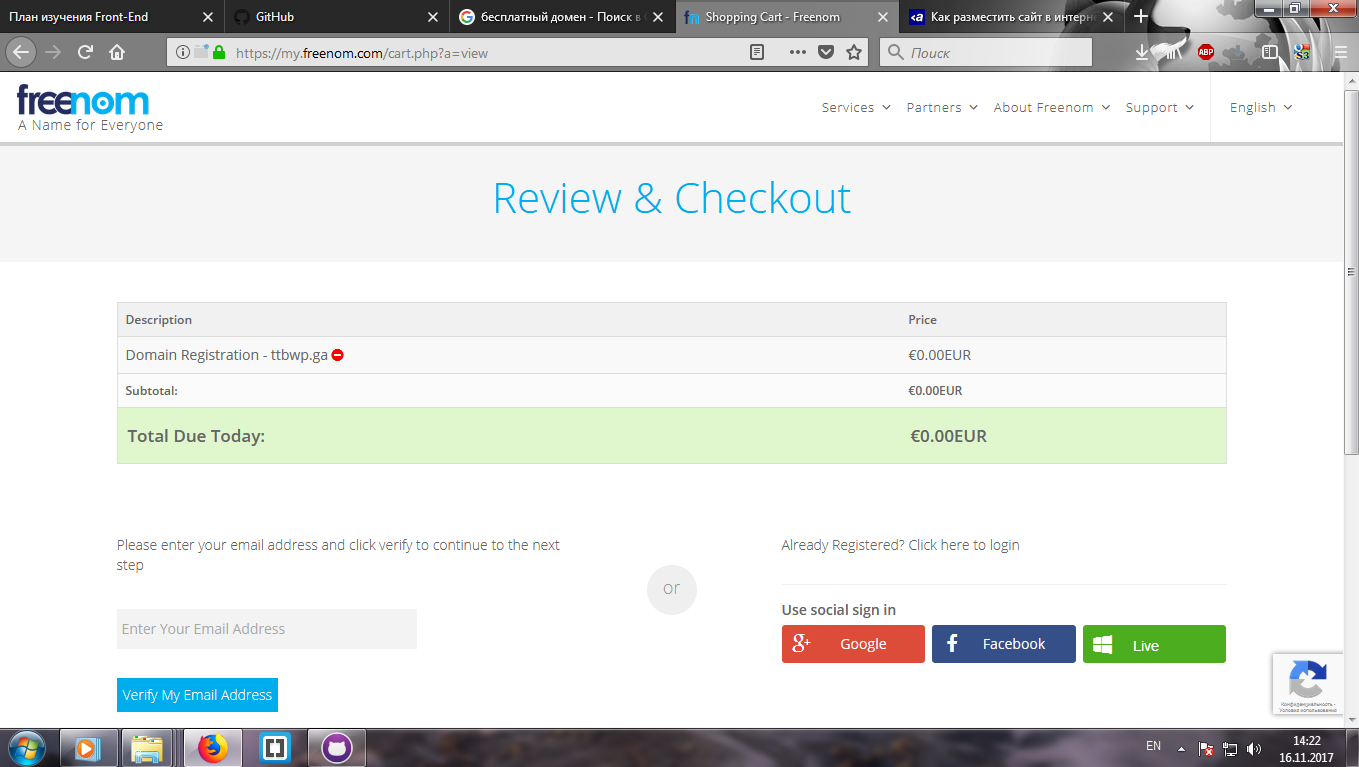 План изучения Front-End
GitHub
бесплатный домен - Поиск в
Shopping Cart - Freenom
Как разместить сайт в интерне
https://my.freenom.com/cart.php?a=view
Поиск
ABP
freenom
A Name for Everyone
Services
Partners
About Freenom
Support
English
Review & Checkout
Description Price
Domain Registration - ttbwp.ga €0.00EUR
Subtotal: €0.00EUR
Total Due Today: €0.00EUR
Please enter your email address and click verify to continue to the next
step
or
Already Registered? Click here to login
Enter Your Email Address
Verify My Email Address
Use social sign in
Google
Facebook
Live
Конфиденциальность -
Условия использования
EN
14:22
16.11.2017